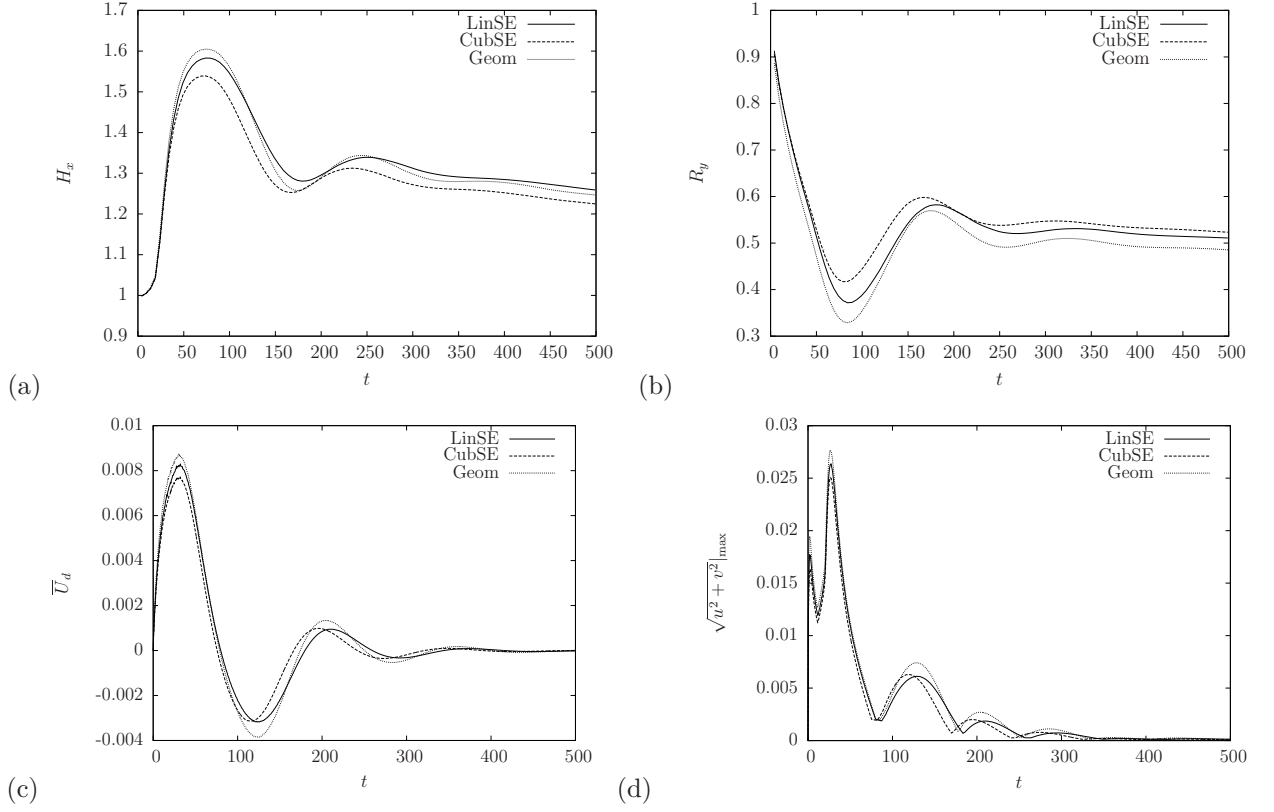 1.7
1.6
1.5
1.4
1.3
1.2
1.1
1
0.9
H_x
LinSE
CubSE
Geom
0 50 100 150 200 250 300 350 400 450 500
t
(a)
1
0.9
0.8
0.7
0.6
0.5
0.4
0.3
R_y
LinSE
CubSE
Geom
0 50 100 150 200 250 300 350 400 450 500
t
(b)
0.01
0.008
0.006
0.004
0.002
0
-0.002
-0.004
U̅_d
LinSE
CubSE
Geom
0 100 200 300 400 500
t
(c)
0.03
0.025
0.02
0.015
0.01
0.005
0
√(u² + v²)|_max
LinSE
CubSE
Geom
0 100 200 300 400 500
t
(d)